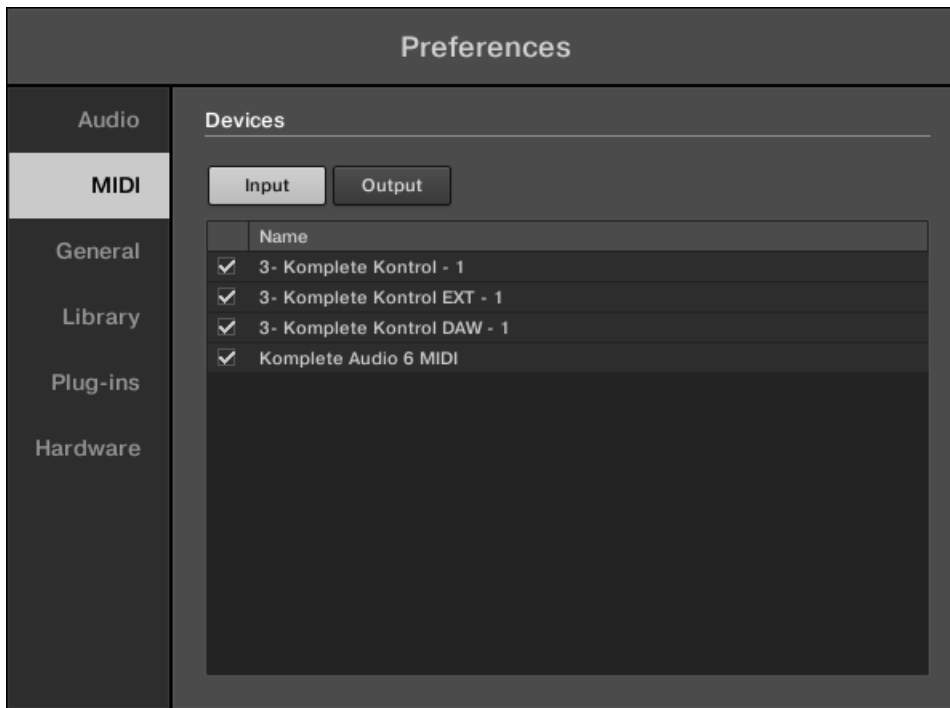 Preferences
Audio
MIDI
General
Library
Plug-ins
Hardware
Devices
Input Output
Name
3- Komplete Kontrol - 1
3- Komplete Kontrol EXT - 1
3- Komplete Kontrol DAW - 1
Komplete Audio 6 MIDI